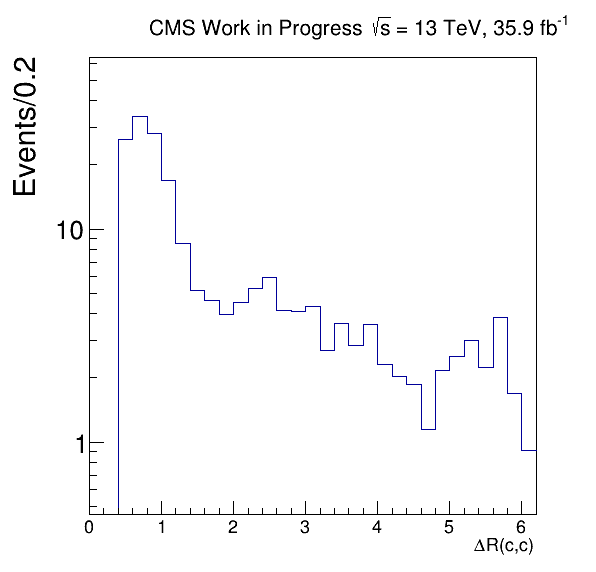 CMS Work in Progress √s = 13 TeV, 35.9 fb⁻¹
Events/0.2
10
1
0 1 2 3 4 5 6
ΔR(c,c)